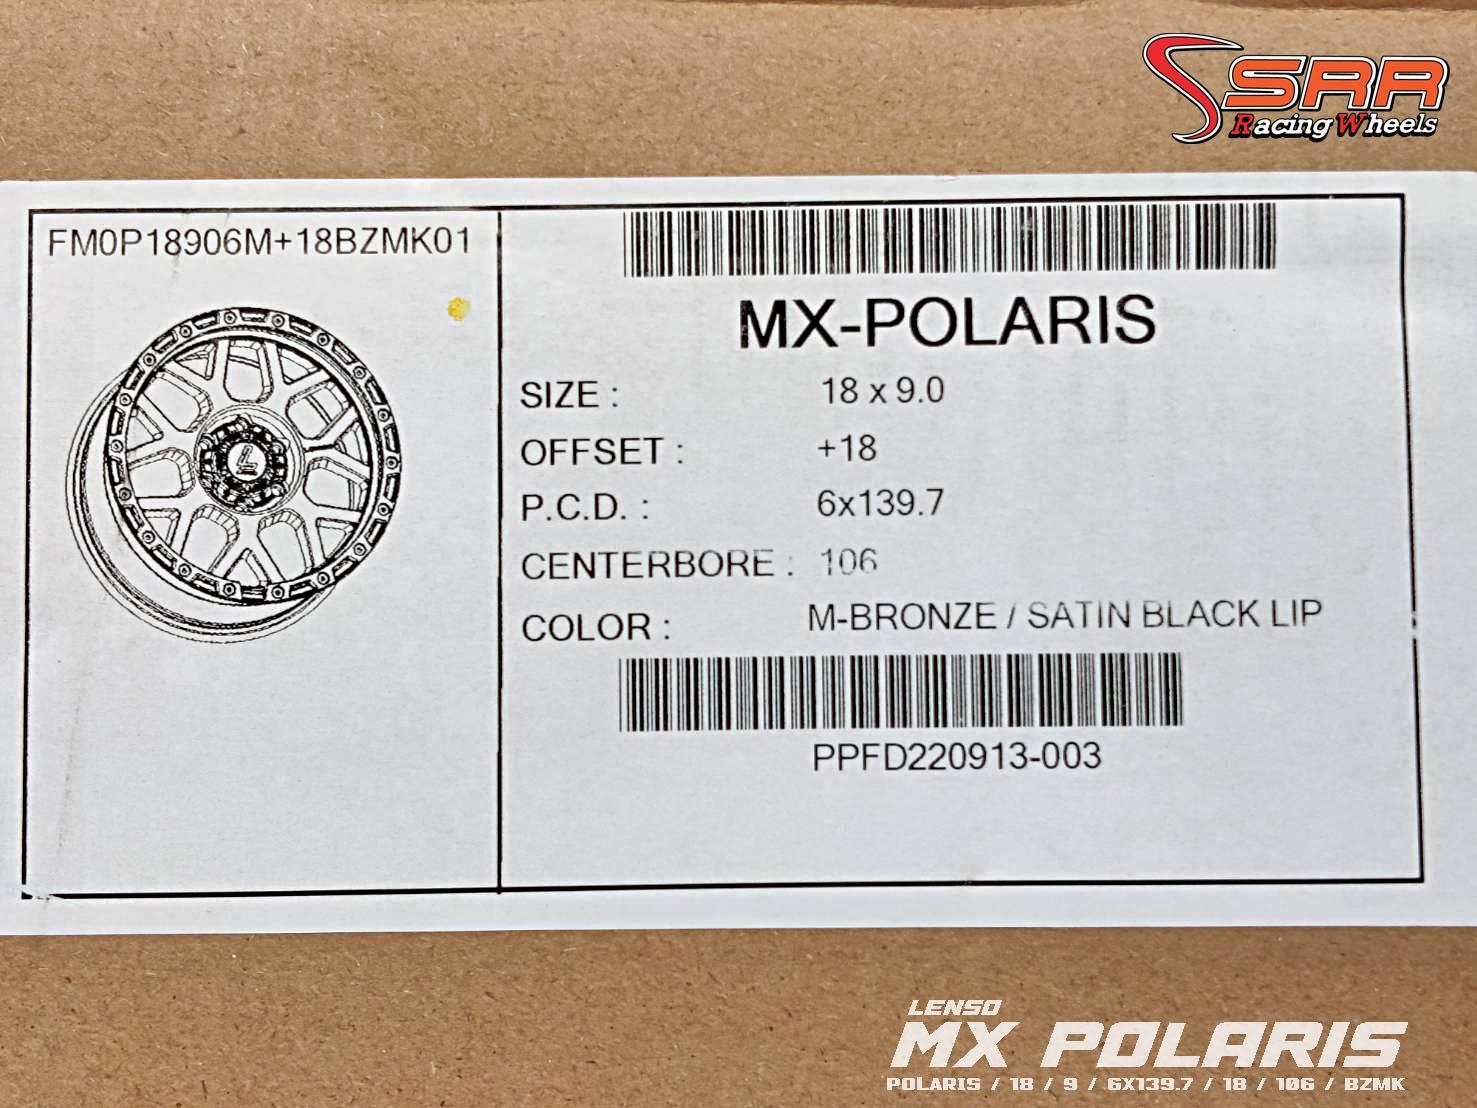 SRR
Racing Wheels
FM0P18906M+18BZMK01
MX-POLARIS
SIZE : 18 x 9.0
OFFSET : +18
P.C.D. : 6x139.7
CENTERBORE : 106
COLOR : M-BRONZE / SATIN BLACK LIP
PPFD220913-003
LENSO
MX POLARIS
POLARIS / 18 / 9 / 6X139.7 / 18 / 106 / BZMK